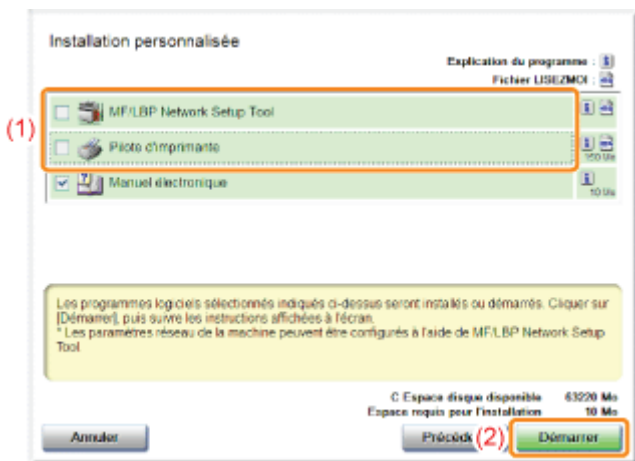 Installation personnalisée
Explication du programme :
Fichier LISEZMOI :
(1)
MF/LBP Network Setup Tool
Pilote d'imprimante
150 Mo
Manuel électronique
10 Mo
Les programmes logiciels sélectionnés indiqués ci-dessus seront installés ou démarrés. Cliquer sur
[Démarrer], puis suivre les instructions affichées à l'écran.
* Les paramètres réseau de la machine peuvent être configurés à l'aide de MF/LBP Network Setup
Tool.
C Espace disque disponible 63220 Mo
Espace requis pour l'installation 10 Mo
Annuler
Précéd (2) Démarrer